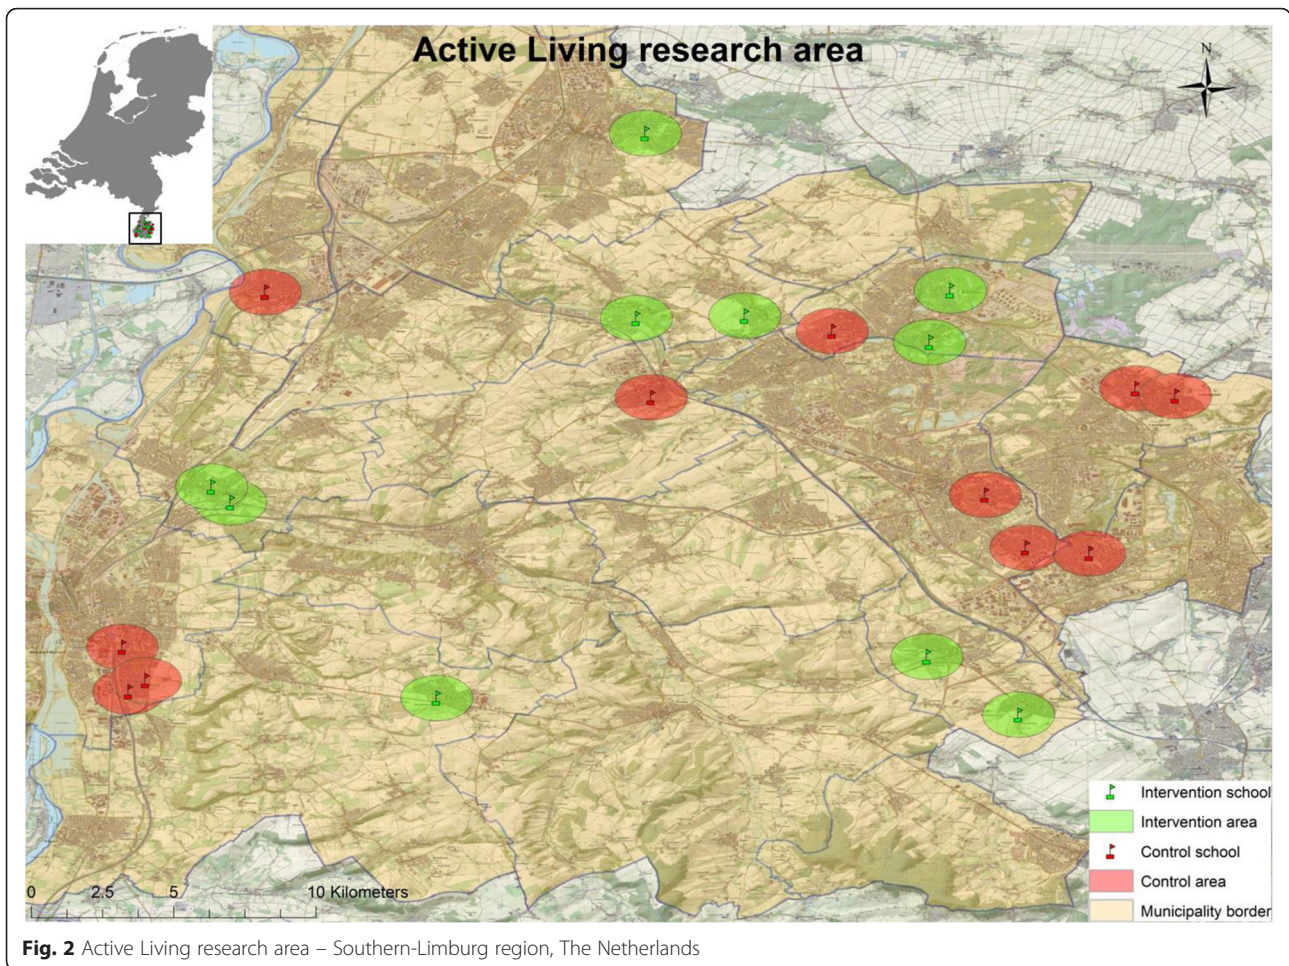 Active Living research area
N
Intervention school
Intervention area
Control school
Control area
Municipality border
0 2.5 5 10 Kilometers
Fig. 2 Active Living research area – Southern-Limburg region, The Netherlands